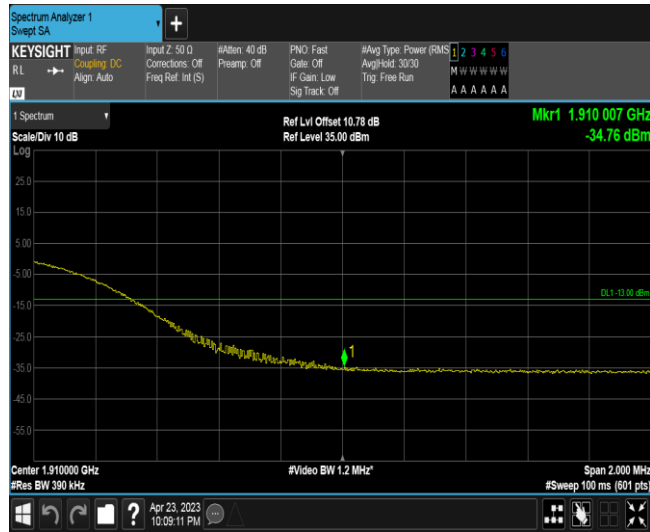 Spectrum Analyzer 1
Swept SA
+
KEYSIGHT
RL
LXI
Input: RF
Coupling: DC
Align: Auto
Input Z: 50 Ω
Corrections: Off
Freq Ref: Int (S)
#Atten: 40 dB
Preamp: Off
PNO: Fast
Gate: Off
IF Gain: Low
Sig Track: Off
#Avg Type: Power (RMS
Avg|Hold: 30/30
Trig: Free Run
1 2 3 4 5 6
M W W W W W
A A A A A A
1 Spectrum
Scale/Div 10 dB
Ref Lvl Offset 10.78 dB
Ref Level 35.00 dBm
Mkr1 1.910 007 GHz
-34.76 dBm
Log
25.0
15.0
5.00
-5.00
DL1 -13.00 dBm
-15.0
-25.0
-35.0
1
-45.0
-55.0
Center 1.910000 GHz
#Res BW 390 kHz
#Video BW 1.2 MHz*
Span 2.000 MHz
#Sweep 100 ms (601 pts)
?
Apr 23, 2023
10:09:11 PM